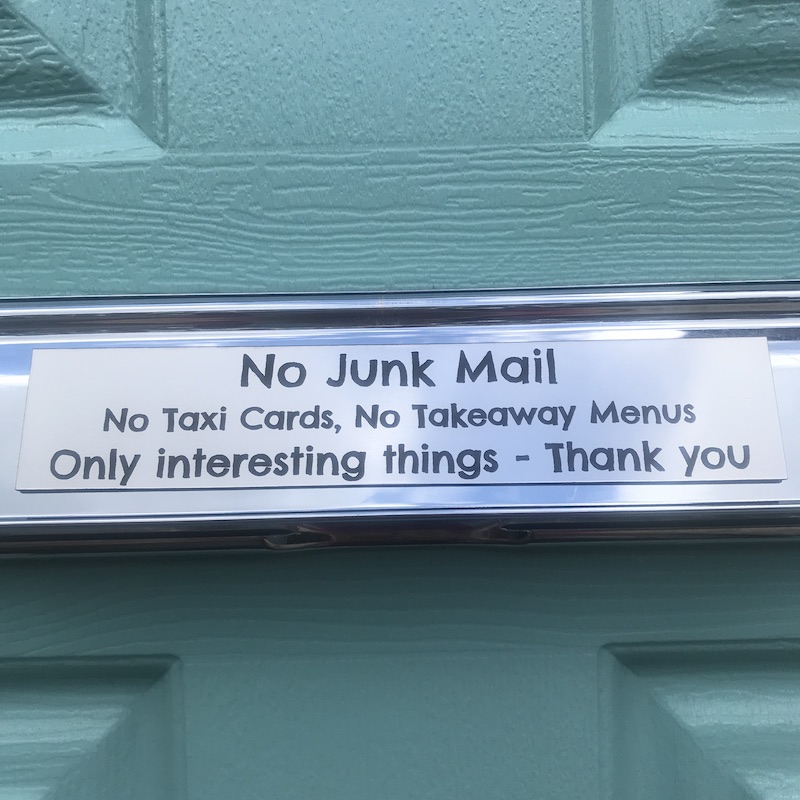 No Junk Mail
No Taxi Cards, No Takeaway Menus
Only interesting things - Thank you